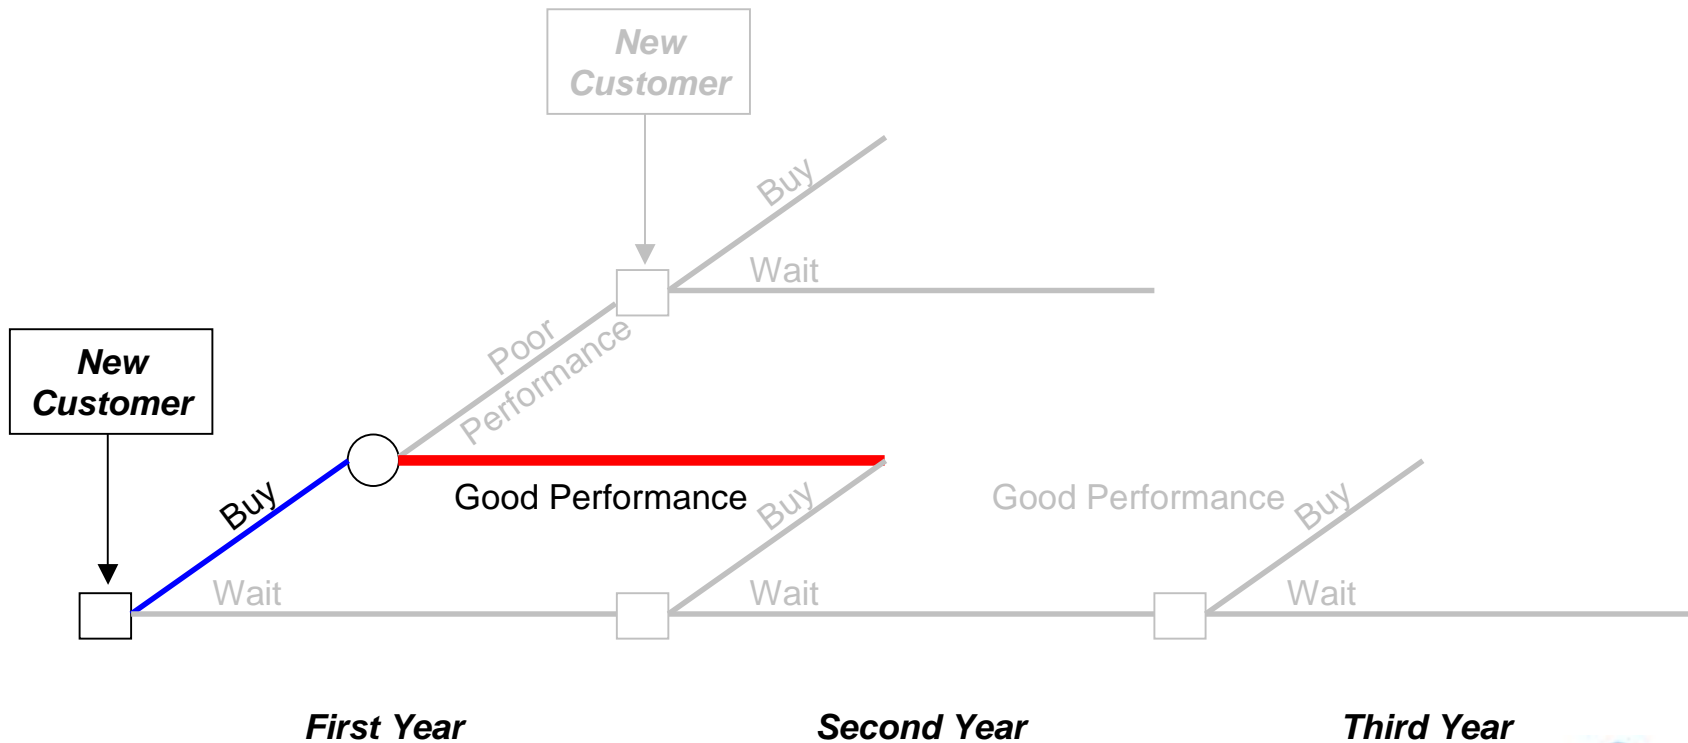 New
Customer
Buy
Wait
Poor
Performance
New
Customer
Buy
Good Performance
Buy
Good Performance
Buy
Wait
Wait
Wait
First Year
Second Year
Third Year